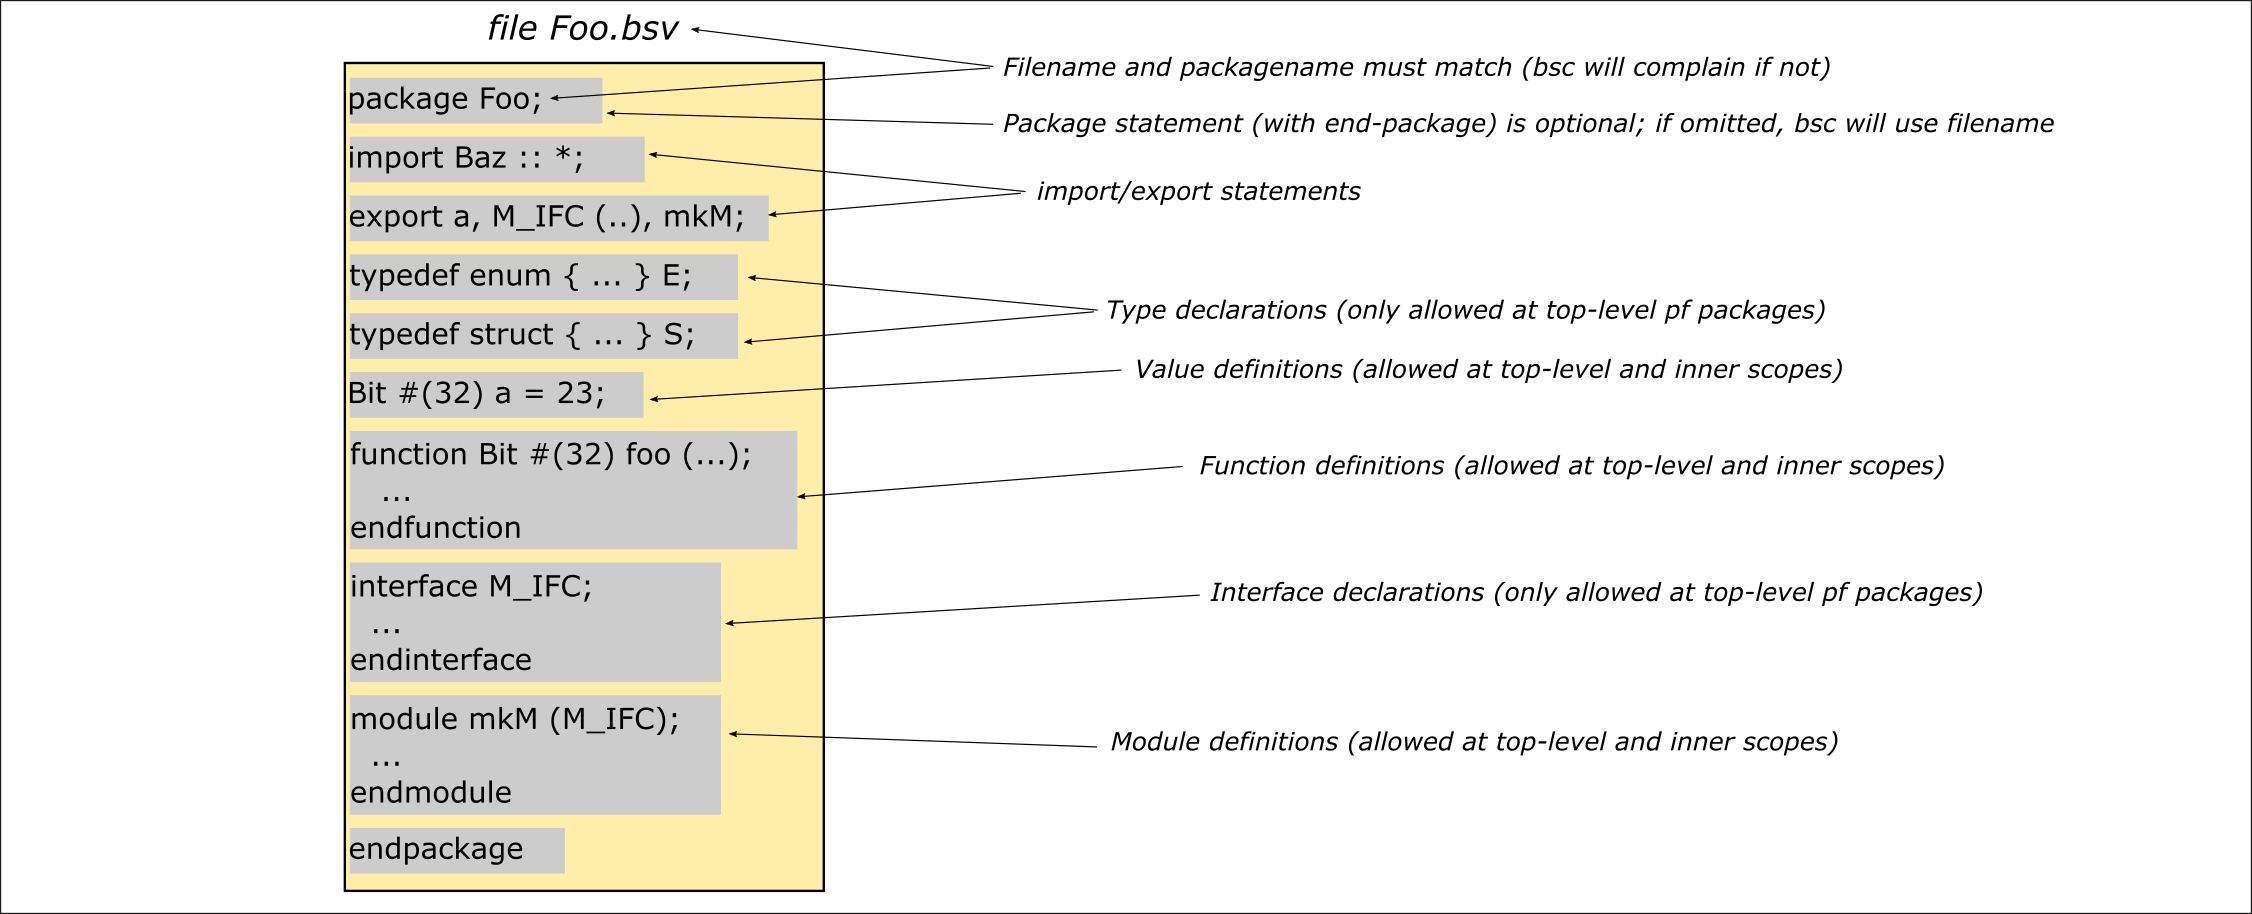 file Foo.bsv
Filename and packagename must match (bsc will complain if not)
package Foo;
Package statement (with end-package) is optional; if omitted, bsc will use filename
import Baz :: *;
import/export statements
export a, M_IFC (..), mkM;
typedef enum { ... } E;
Type declarations (only allowed at top-level pf packages)
typedef struct { ... } S;
Value definitions (allowed at top-level and inner scopes)
Bit #(32) a = 23;
function Bit #(32) foo (...);
Function definitions (allowed at top-level and inner scopes)
...
endfunction
interface M_IFC;
Interface declarations (only allowed at top-level pf packages)
...
endinterface
module mkM (M_IFC);
Module definitions (allowed at top-level and inner scopes)
...
endmodule
endpackage